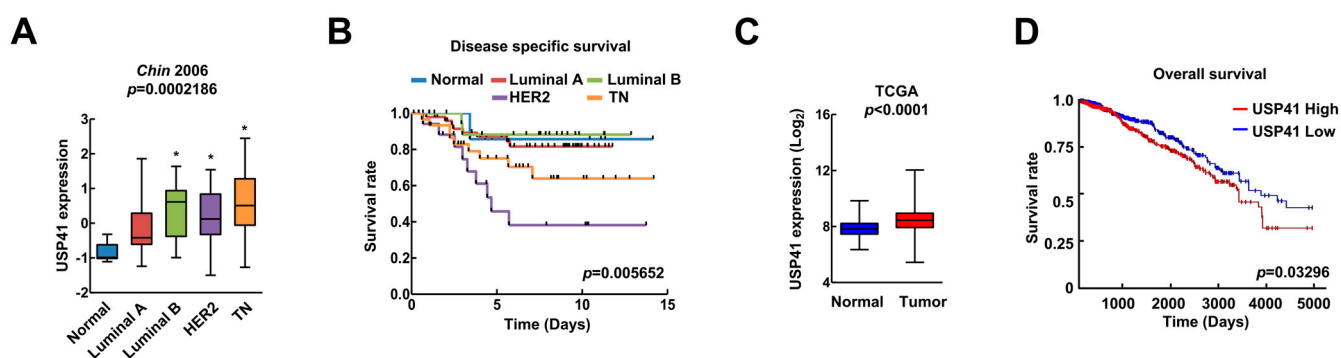 A
Chin 2006
p=0.0002186
USP41 expression
3
2
1
0
-1
-2
Normal
Luminal A
Luminal B
HER2
TN
*
*
*
B
Disease specific survival
Normal
Luminal A
Luminal B
HER2
TN
Survival rate
1.0
0.8
0.6
0.4
0.2
0.0
p=0.005652
0
5
10
15
Time (Days)
C
TCGA
p<0.0001
USP41 expression (Log2)
16
12
8
4
Normal
Tumor
D
Overall survival
USP41 High
USP41 Low
Survival rate
1.0
0.75
0.5
0.25
p=0.03296
1000
2000
3000
4000
5000
Time (Days)